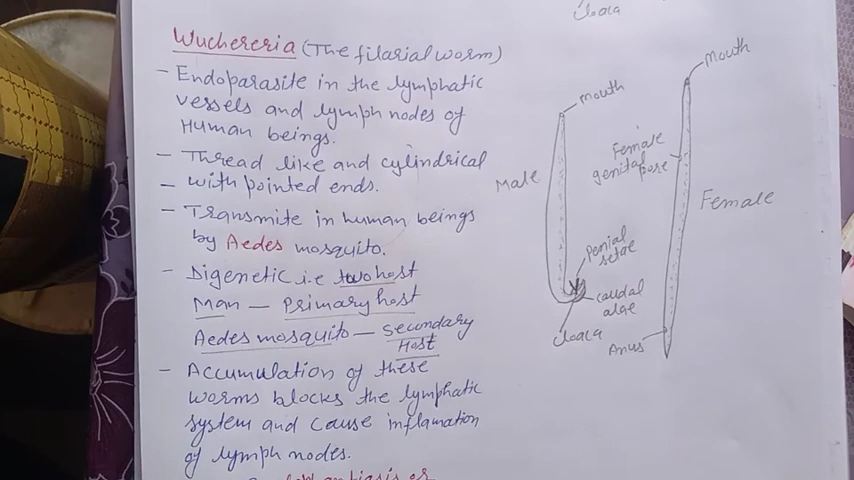 Cloaca
Wuchereria (The filarial worm)
- Endoparasite in the lymphatic
vessels and lymph nodes of
Human beings.
- Thread like and cylindrical
- with pointed ends.
- Transmite in human beings
by Aedes mosquito.
- Digenetic i.e two host
Man - Primary host
Aedes mosquito - Secondary
Host
- Accumulation of these
worms blocks the lymphatic
system and cause inflamation
of lymph nodes.
Mouth
Male
Penial
setae
caudal
alae
Cloaca
Mouth
Female
genital pore
Female
Anus